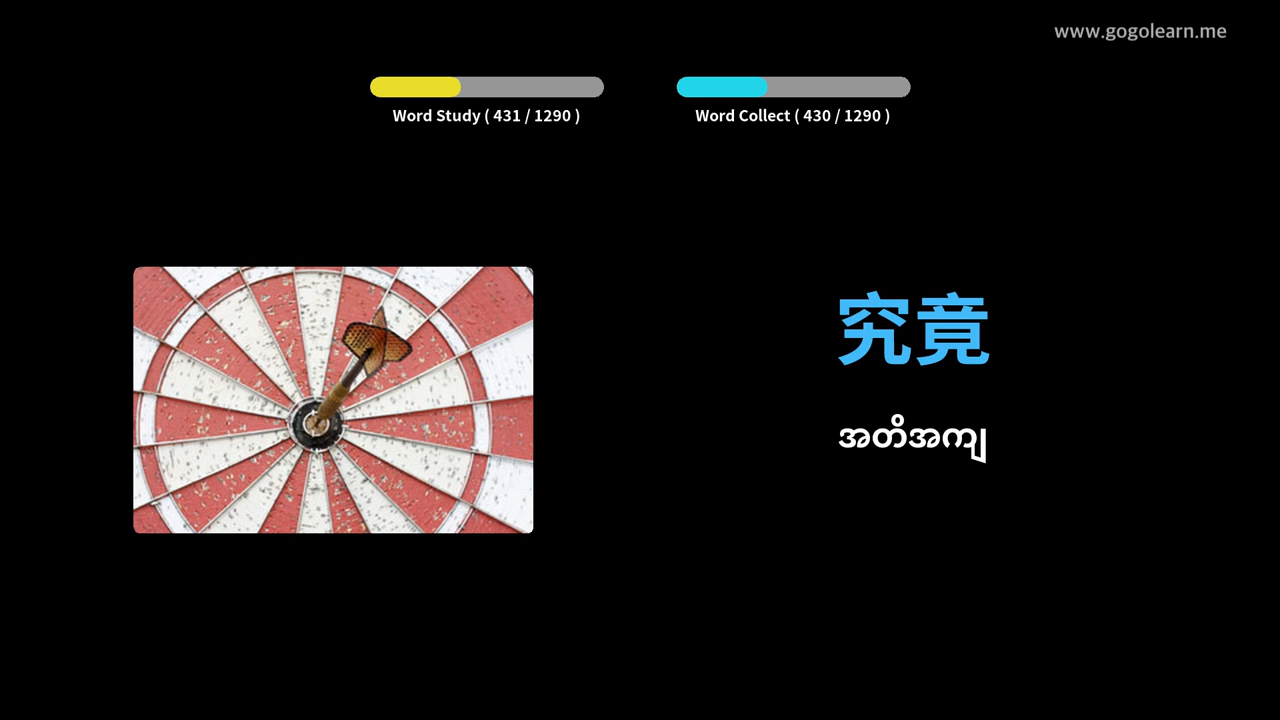 www.gogolearn.me
Word Study ( 431 / 1290 )
Word Collect ( 430 / 1290 )
究竟
အတိအကျ